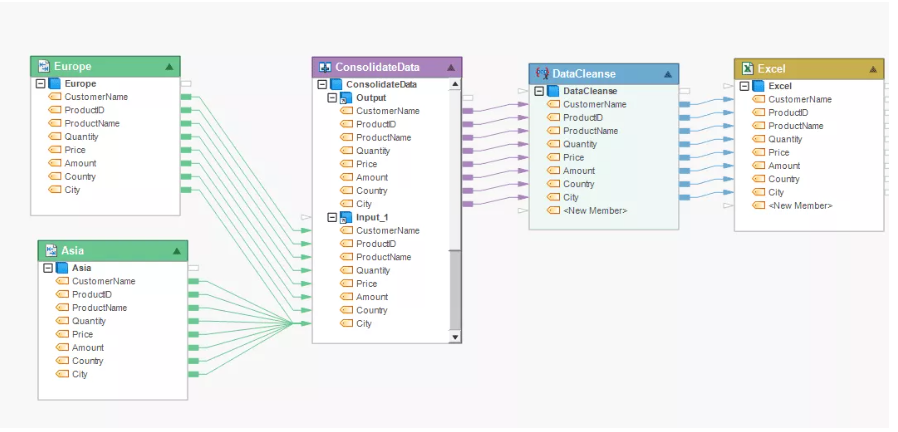 Europe
Europe
CustomerName
ProductID
ProductName
Quantity
Price
Amount
Country
City
Asia
Asia
CustomerName
ProductID
ProductName
Quantity
Price
Amount
Country
City
ConsolidateData
ConsolidateData
Output
CustomerName
ProductID
ProductName
Quantity
Price
Amount
Country
City
Input_1
CustomerName
ProductID
ProductName
Quantity
Price
Amount
Country
City
DataCleanse
DataCleanse
CustomerName
ProductID
ProductName
Quantity
Price
Amount
Country
City
<New Member>
Excel
Excel
CustomerName
ProductID
ProductName
Quantity
Price
Amount
Country
City
<New Member>